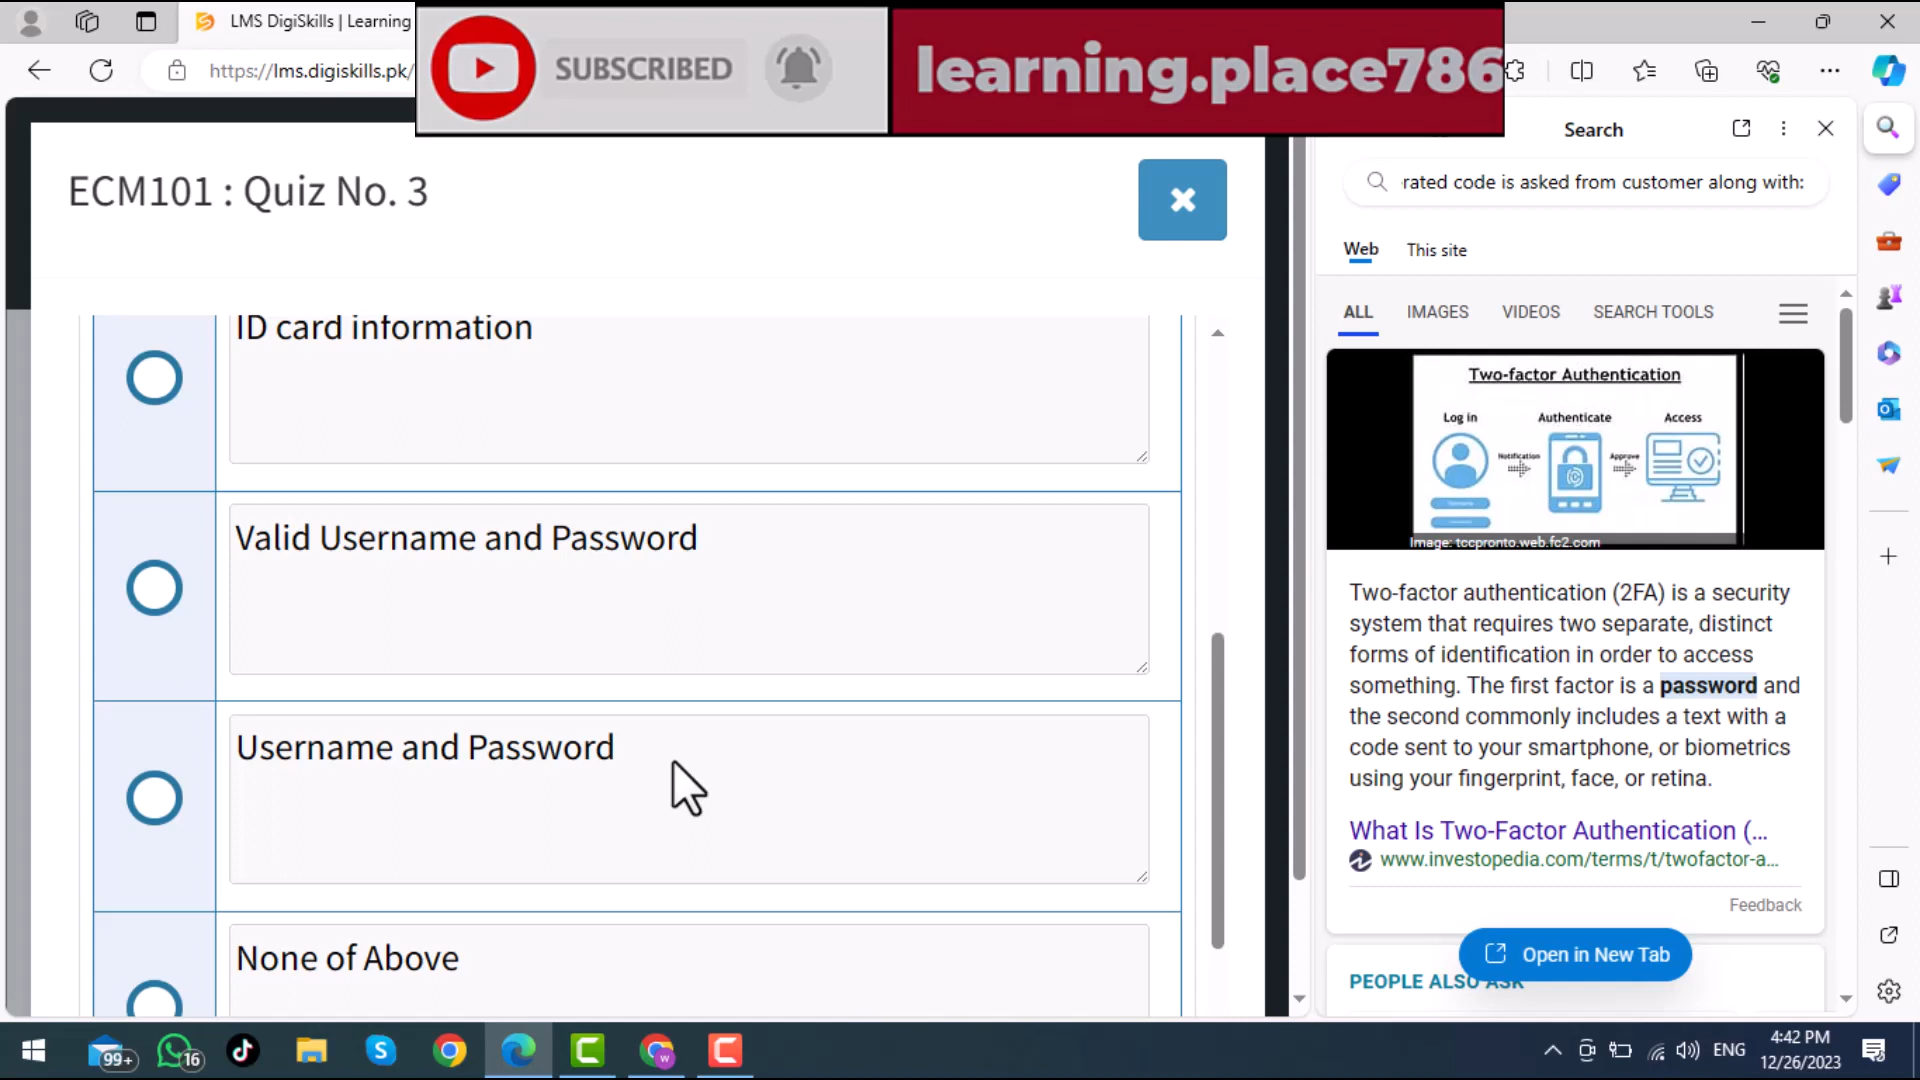 LMS DigiSkills | Learning
https://lms.digiskills.pk/
SUBSCRIBED
learning.place786
ECM101 : Quiz No. 3
ID card information
Valid Username and Password
Username and Password
None of Above
Search
rated code is asked from customer along with:
Web
This site
ALL
IMAGES
VIDEOS
SEARCH TOOLS
Two-factor Authentication
Log in
Authenticate
Access
Notification
Approve
Image: tccpronto.web.fc2.com
Two-factor authentication (2FA) is a security
system that requires two separate, distinct
forms of identification in order to access
something. The first factor is a password and
the second commonly includes a text with a
code sent to your smartphone, or biometrics
using your fingerprint, face, or retina.
What Is Two-Factor Authentication (...
www.investopedia.com/terms/t/twofactor-a...
Feedback
Open in New Tab
PEOPLE ALSO ASK
99+
16
w
ENG
4:42 PM
12/26/2023